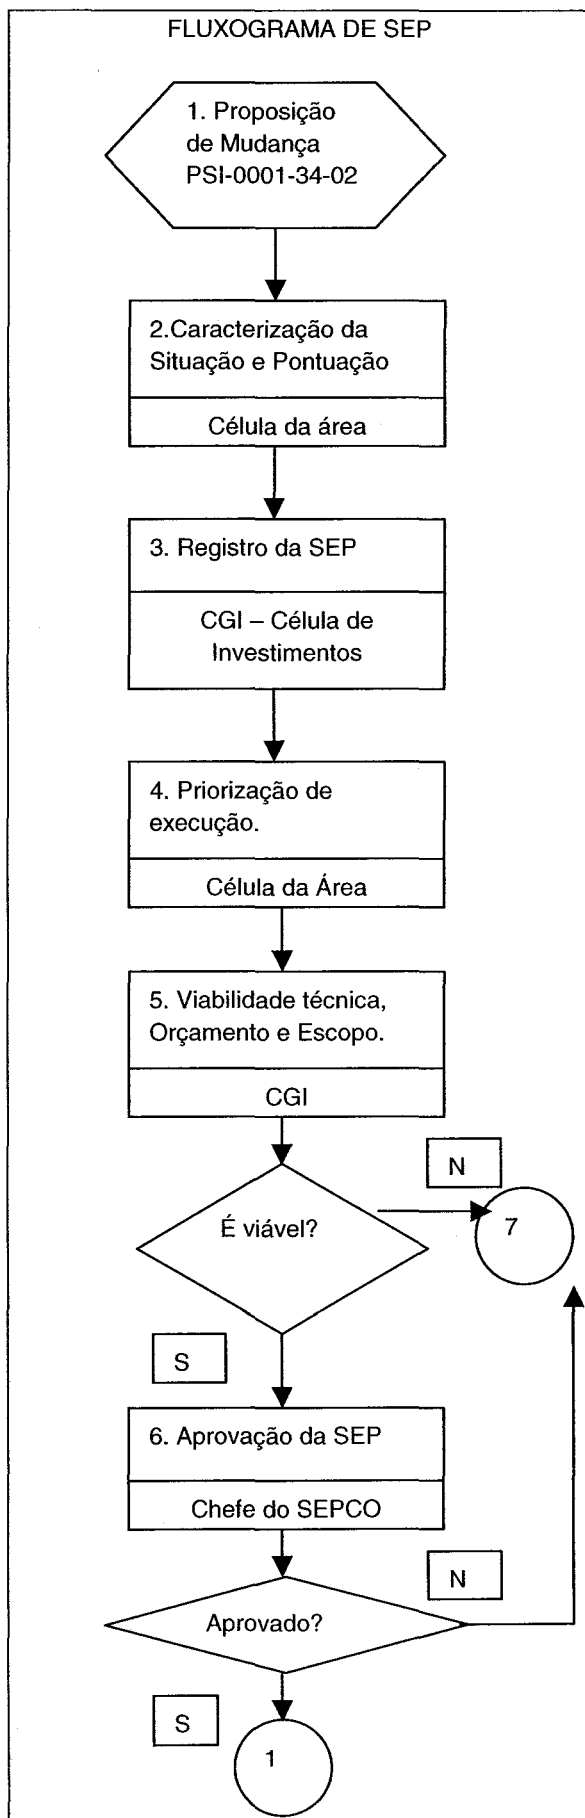 FLUXOGRAMA DE SEP
1. Proposição
de Mudança
PSI-0001-34-02
2.Caracterização da
Situação e Pontuação
Célula da área
3. Registro da SEP
CGI – Célula de
Investimentos
4. Priorização de
execução.
Célula da Área
5. Viabilidade técnica,
Orçamento e Escopo.
CGI
N
É viável?
7
S
6. Aprovação da SEP
Chefe do SEPCO
N
Aprovado?
S
1